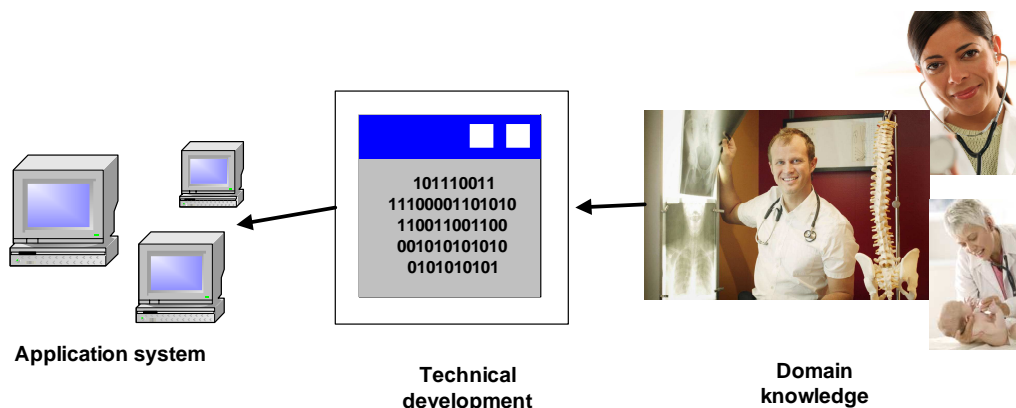 101110011
11100001101010
110011001100
001010101010
0101010101
Application system
Technical
development
Domain
knowledge